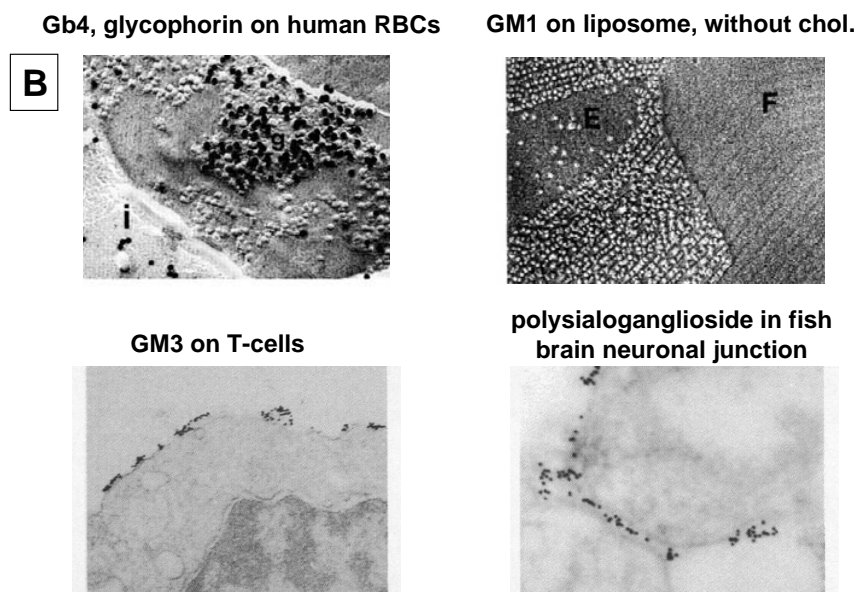 Gb4, glycophorin on human RBCs
GM1 on liposome, without chol.
B
g
i
E
F
GM3 on T-cells
polysialoganglioside in fish
brain neuronal junction